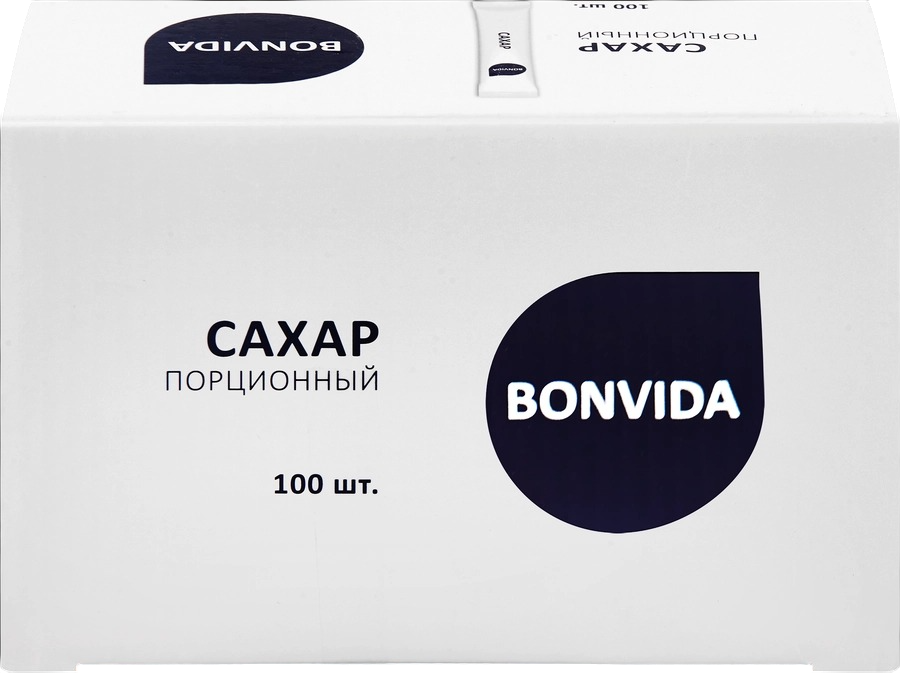 BONVIDA
САХАР
BONVIDA
САХАР
ПОРЦИОННЫЙ
100 шт.
САХАР
ПОРЦИОННЫЙ
100 шт.
BONVIDA